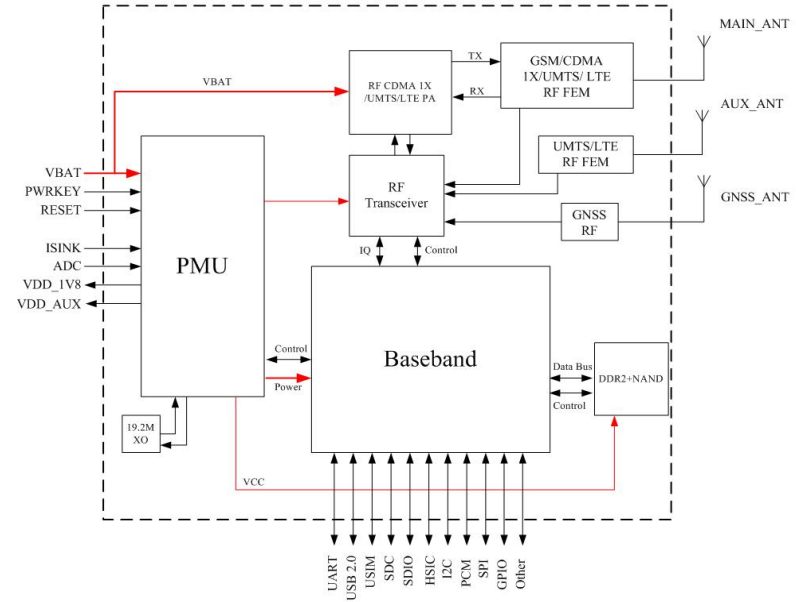 MAIN_ANT
TX
GSM/CDMA
1X/UMTS/ LTE
RF FEM
VBAT
RF CDMA 1X
/UMTS/LTE PA
RX
AUX_ANT
UMTS/LTE
RF FEM
VBAT
PWRKEY
RESET
RF
Transceiver
GNSS_ANT
GNSS
RF
ISINK
ADC
VDD_1V8
VDD_AUX
PMU
IQ
Control
Control
Power
Baseband
Data Bus
Control
DDR2+NAND
19.2M
XO
VCC
UART
USB 2.0
USIM
SDC
SDIO
HSIC
I2C
PCM
SPI
GPIO
Other